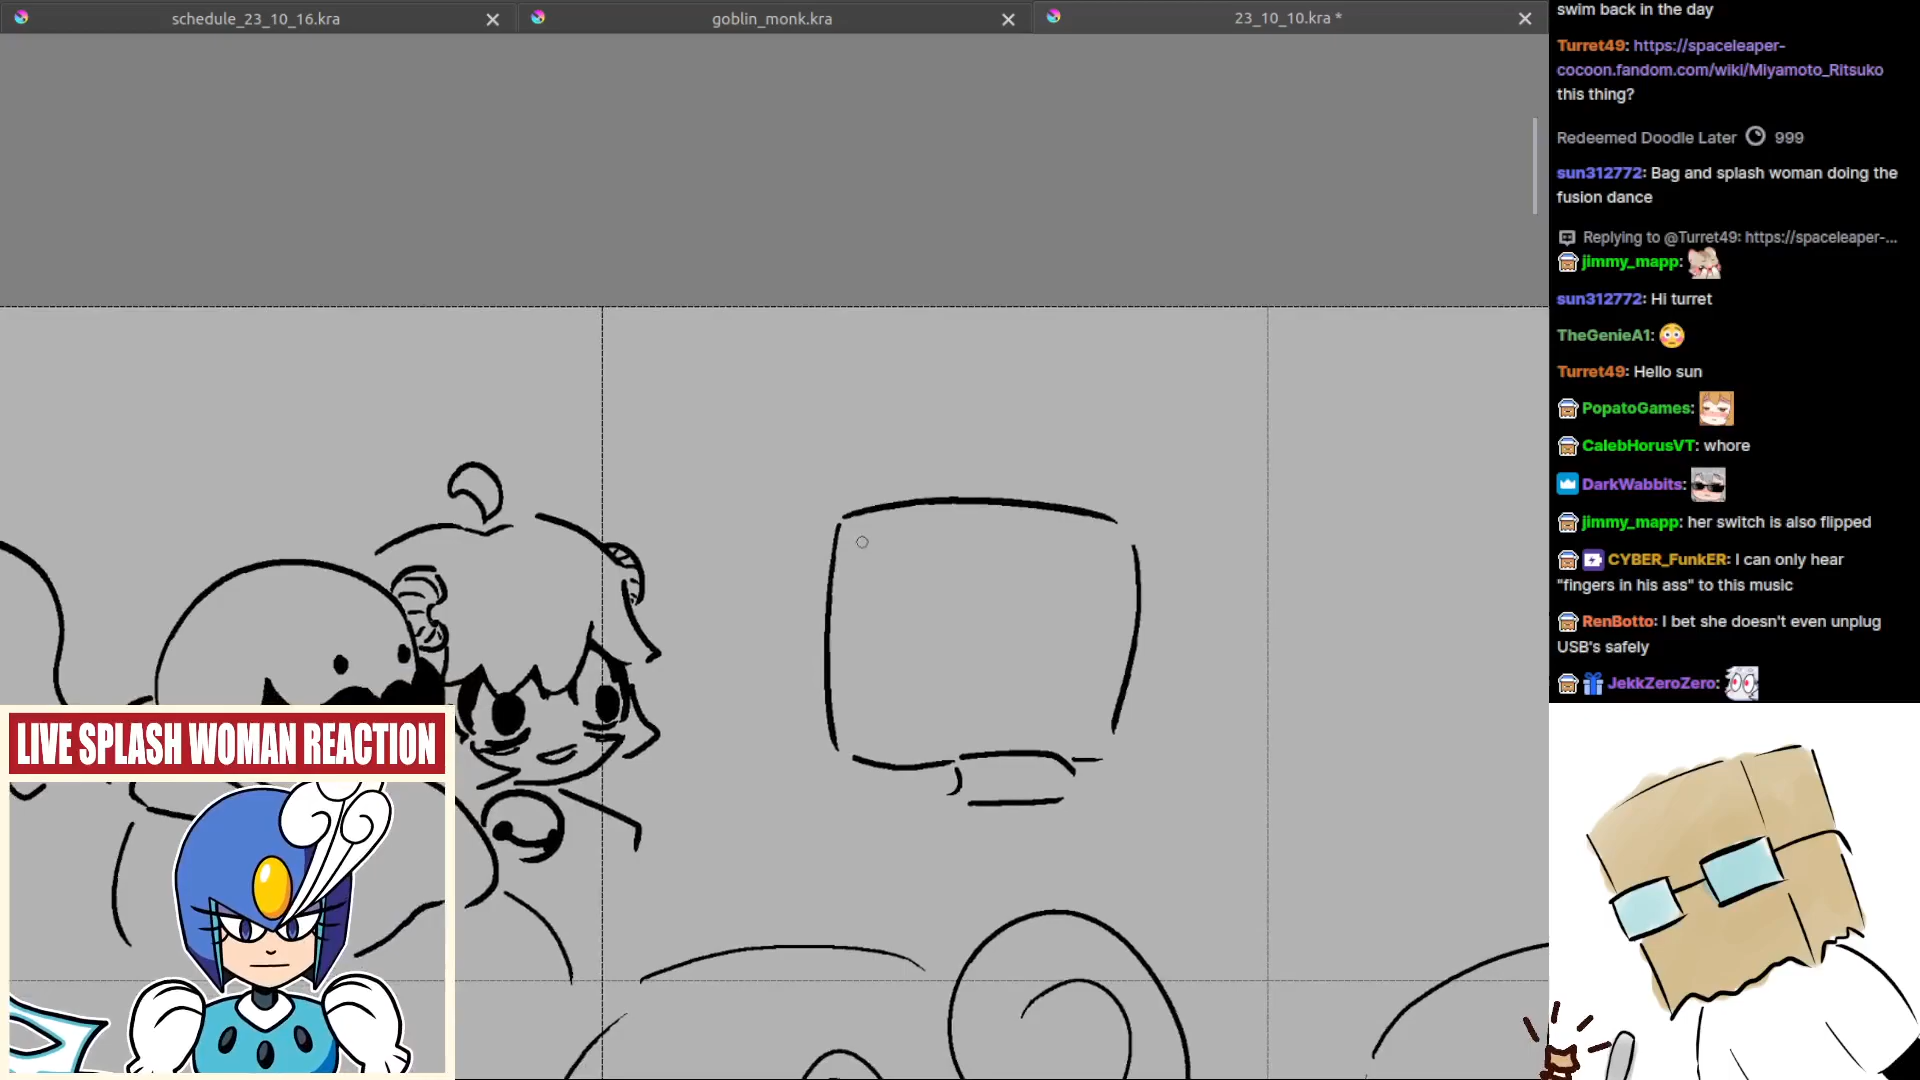 schedule_23_10_16.kra
goblin_monk.kra
23_10_10.kra *
swim back in the day
Turret49: https://spaceleaper-
cocoon.fandom.com/wiki/Miyamoto_Ritsuko
this thing?
Redeemed Doodle Later 999
sun312772: Bag and splash woman doing the
fusion dance
Replying to @Turret49: https://spaceleaper-...
jimmy_mapp:
sun312772: Hi turret
TheGenieA1:
Turret49: Hello sun
PopatoGames:
CalebHorusVT: whore
DarkWabbits:
jimmy_mapp: her switch is also flipped
CYBER_FunkER: I can only hear
"fingers in his ass" to this music
RenBotto: I bet she doesn't even unplug
USB's safely
JekkZeroZero:
LIVE SPLASH WOMAN REACTION